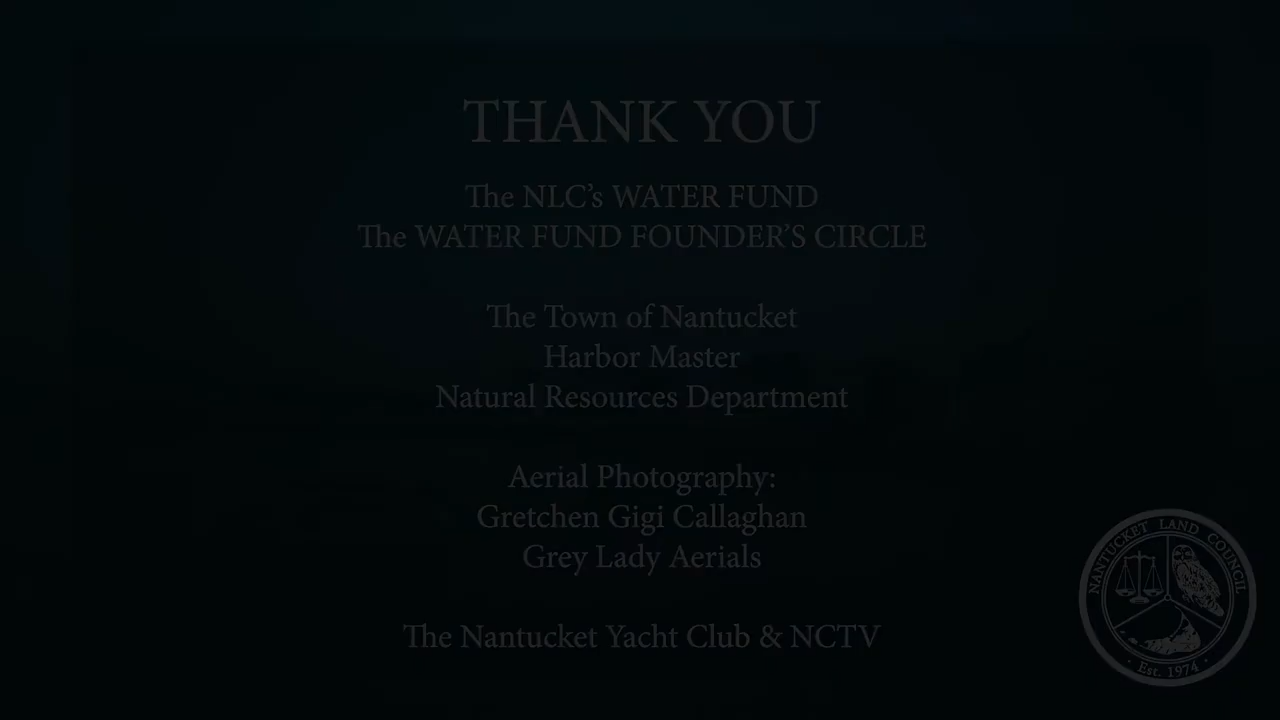 THANK YOU
The NLC's WATER FUND
The WATER FUND FOUNDER'S CIRCLE
The Town of Nantucket
Harbor Master
Natural Resources Department
Aerial Photography:
Gretchen Gigi Callaghan
Grey Lady Aerials
The Nantucket Yacht Club & NCTV
NANTUCKET LAND COUNCIL
· Est. 1974 ·